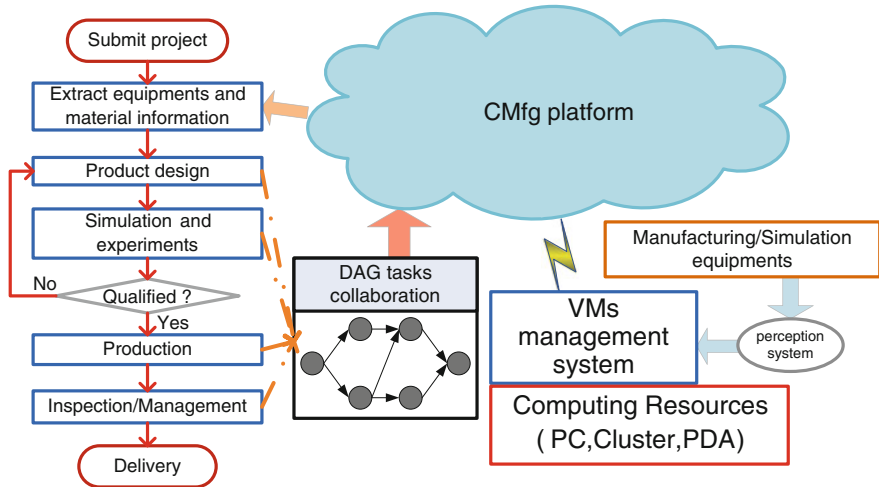 Submit project
Extract equipments and
material information
Product design
Simulation and
experiments
No
Qualified ?
Yes
Production
Inspection/Management
Delivery
CMfg platform
DAG tasks
collaboration
Manufacturing/Simulation
equipments
VMs
management
system
perception
system
Computing Resources
( PC,Cluster,PDA)